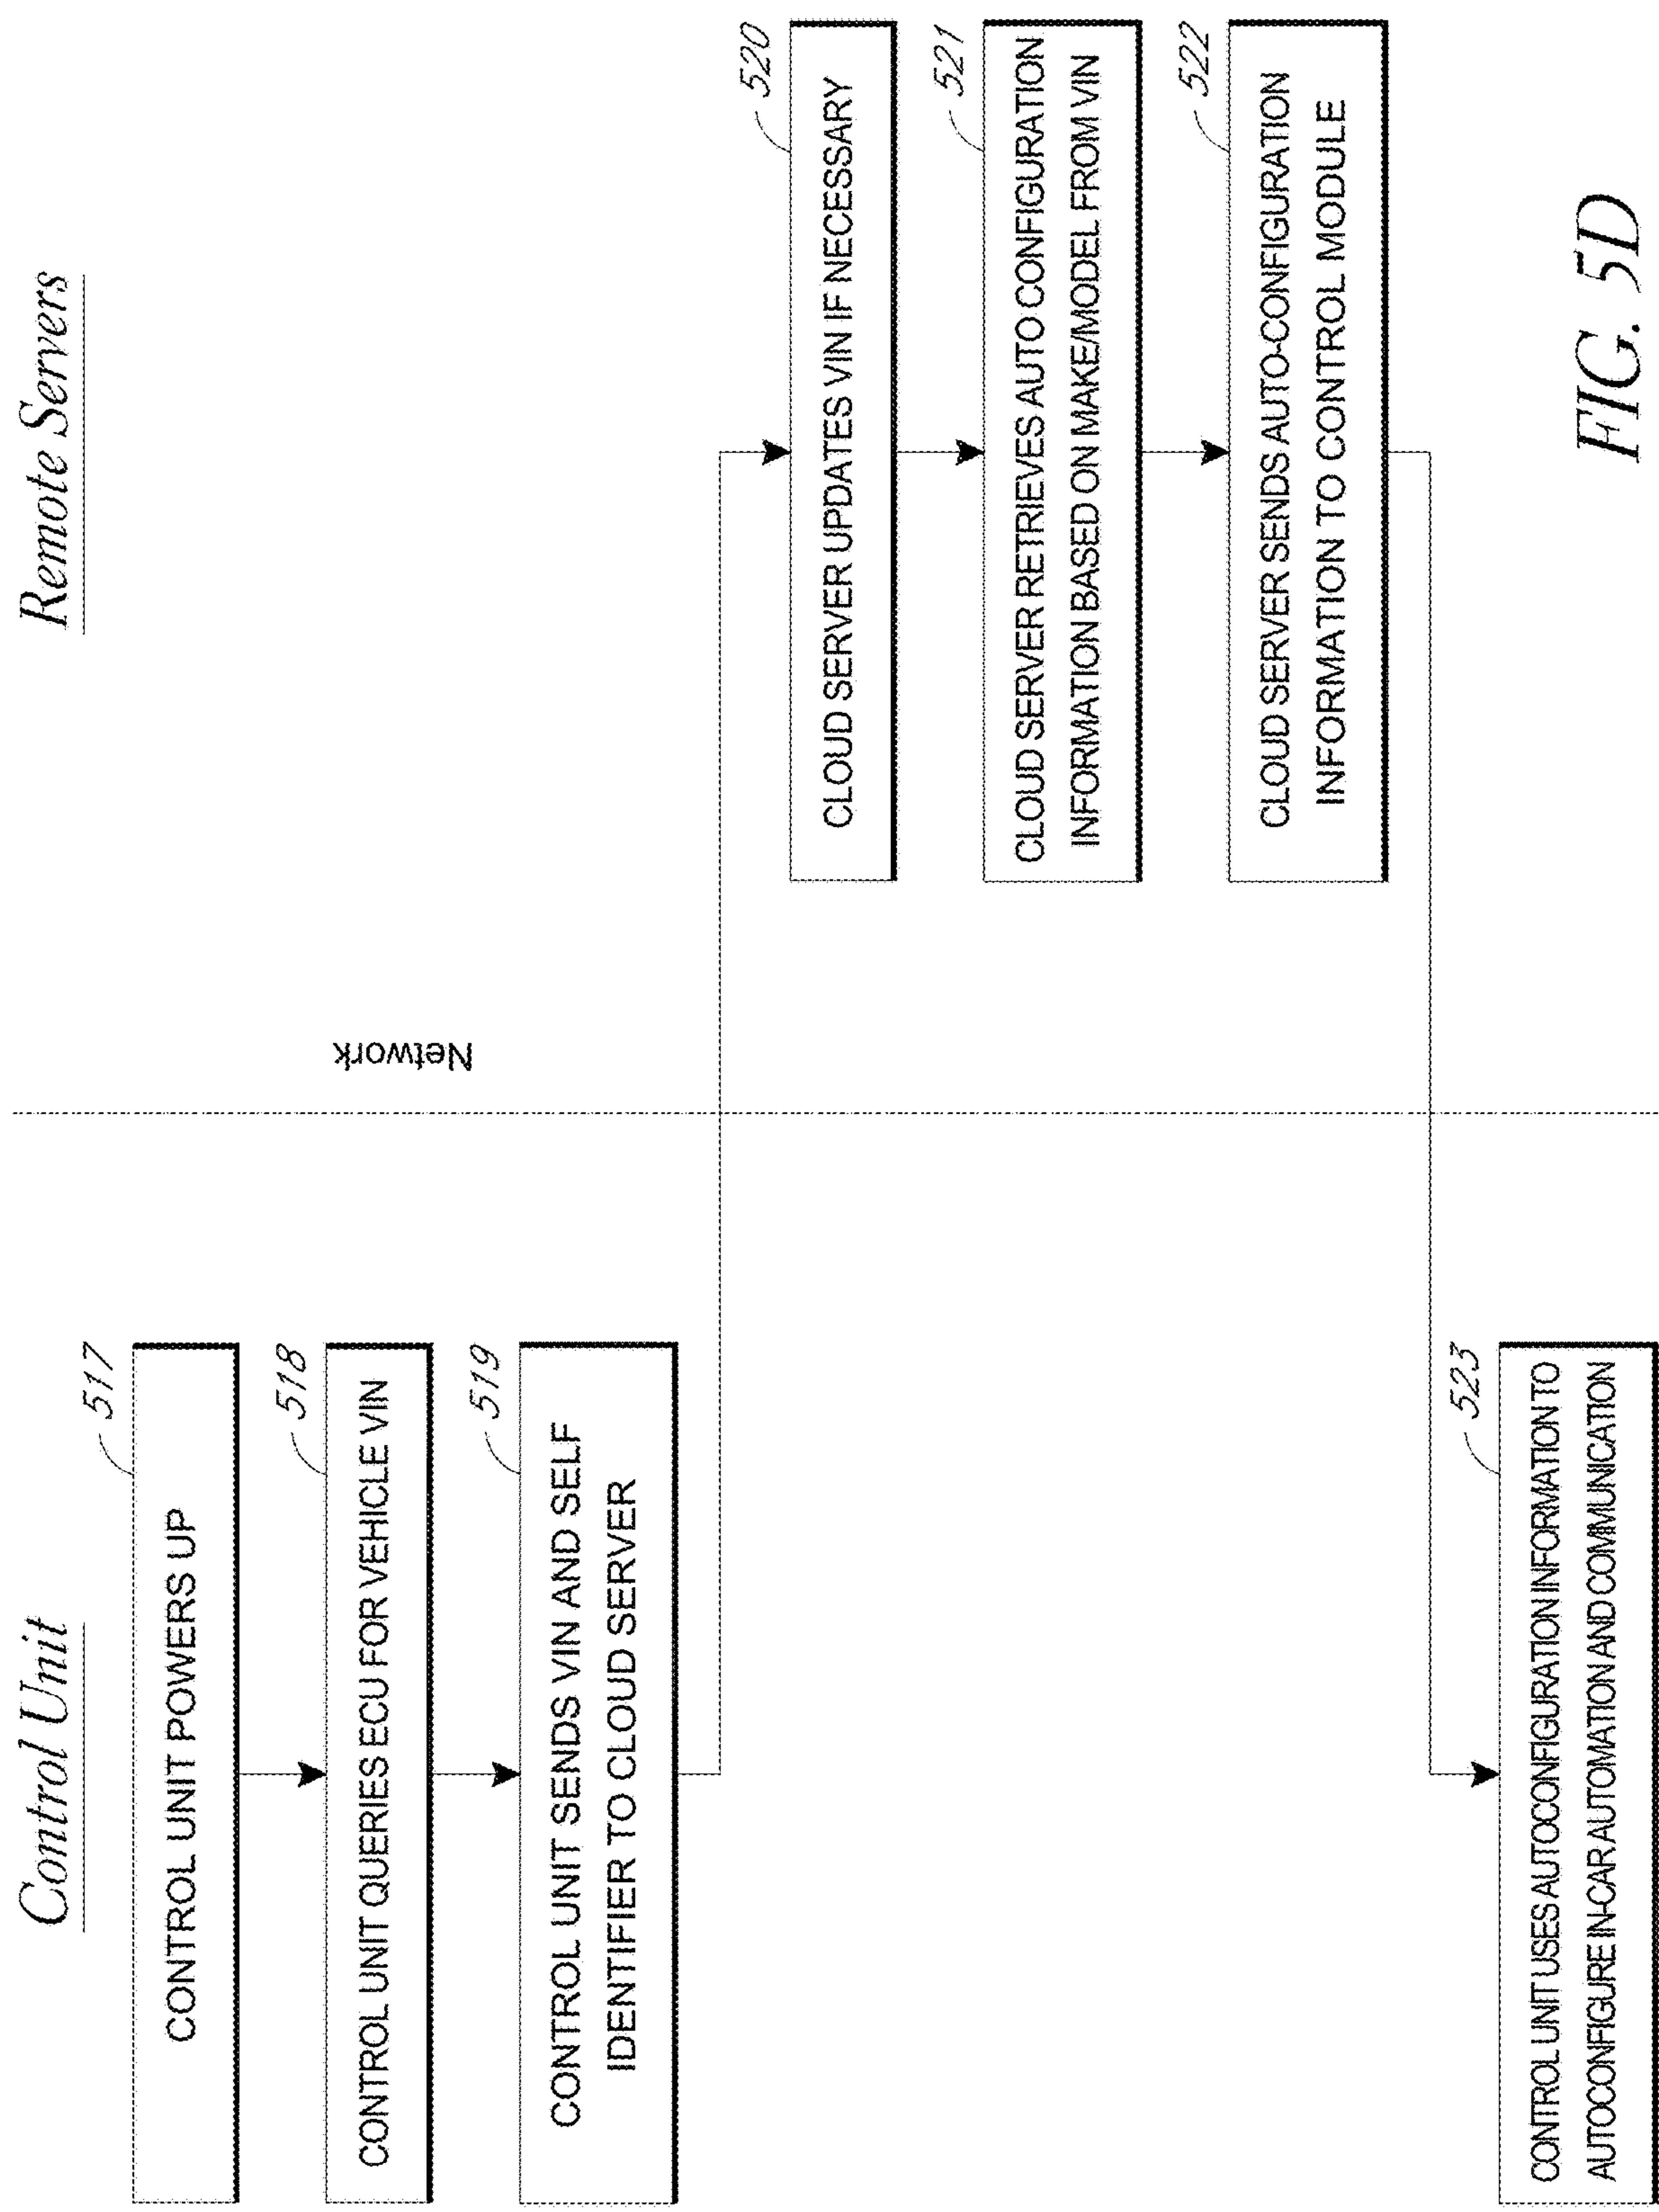 Control Unit
Remote Servers
Network
517
CONTROL UNIT POWERS UP
518
CONTROL UNIT QUERIES ECU FOR VEHICLE VIN
519
CONTROL UNIT SENDS VIN AND SELF
IDENTIFIER TO CLOUD SERVER
520
CLOUD SERVER UPDATES VIN IF NECESSARY
521
CLOUD SERVER RETRIEVES AUTO CONFIGURATION
INFORMATION BASED ON MAKE/MODEL FROM VIN
522
CLOUD SERVER SENDS AUTO-CONFIGURATION
INFORMATION TO CONTROL MODULE
523
CONTROL UNIT USES AUTOCONFIGURATION INFORMATION TO
AUTOCONFIGURE IN-CAR AUTOMATION AND COMMUNICATION
FIG. 5D